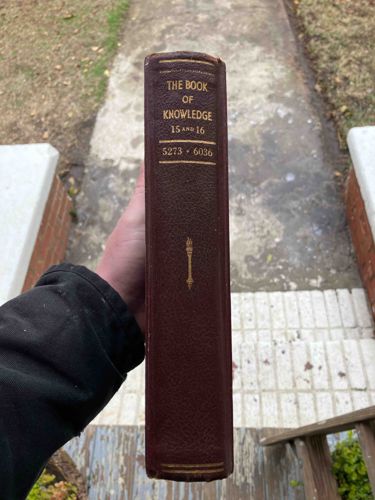 THE BOOK
OF
KNOWLEDGE
15 AND 16
5273 • 6036